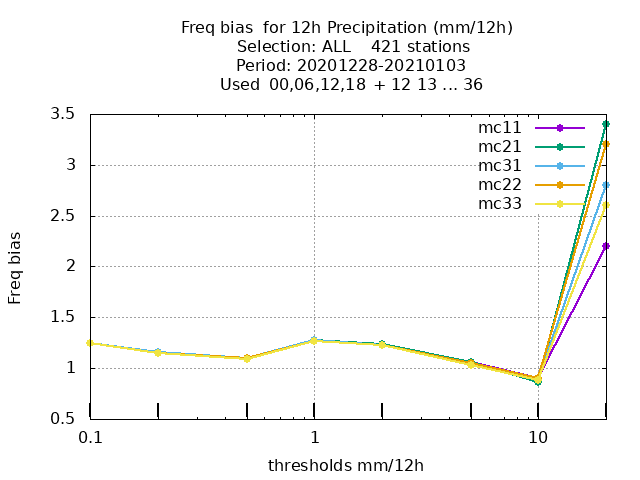 Freq bias  for 12h Precipitation (mm/12h)
Selection: ALL    421 stations
Period: 20201228-20210103
Used  00,06,12,18  + 12 13 ... 36
3.5
3
2.5
2
1.5
1
0.5
Freq bias
mc11
mc21
mc31
mc22
mc33
0.1
1
10
thresholds mm/12h